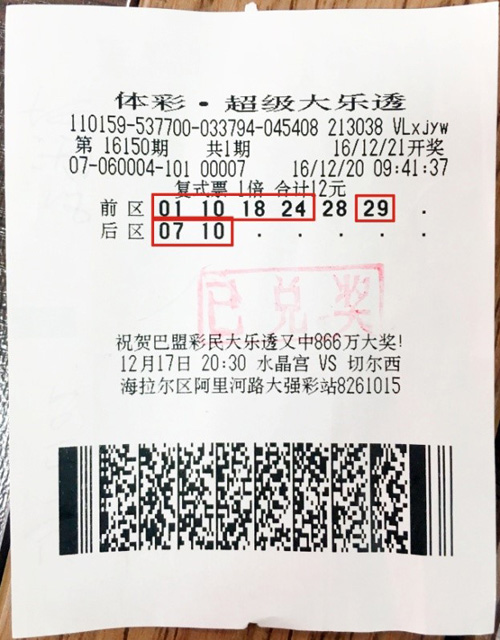 体彩·超级大乐透
110159-537700-033794-045408 213038 VLxjyw
第 16150期 共1期 16/12/21开奖
07-060004-101 00007 16/12/20 09:41:37
复式票 1倍 合计12元
前区 01 10 18 24 28 29 .
后区 07 10 . . . . .
已兑奖
祝贺巴盟彩民大乐透又中866万大奖!
12月17日 20:30 水晶宫 VS 切尔西
海拉尔区阿里河路大强彩站8261015